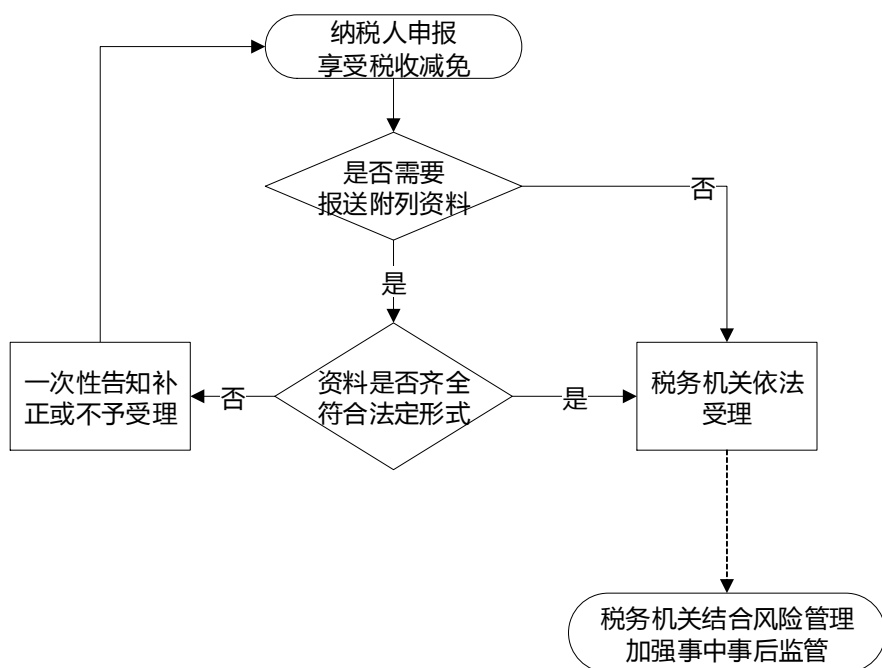 纳税人申报
享受税收减免
是否需要
报送附列资料
否
是
一次性告知补
正或不予受理
否
资料是否齐全
符合法定形式
是
税务机关依法
受理
税务机关结合风险管理
加强事中事后监管